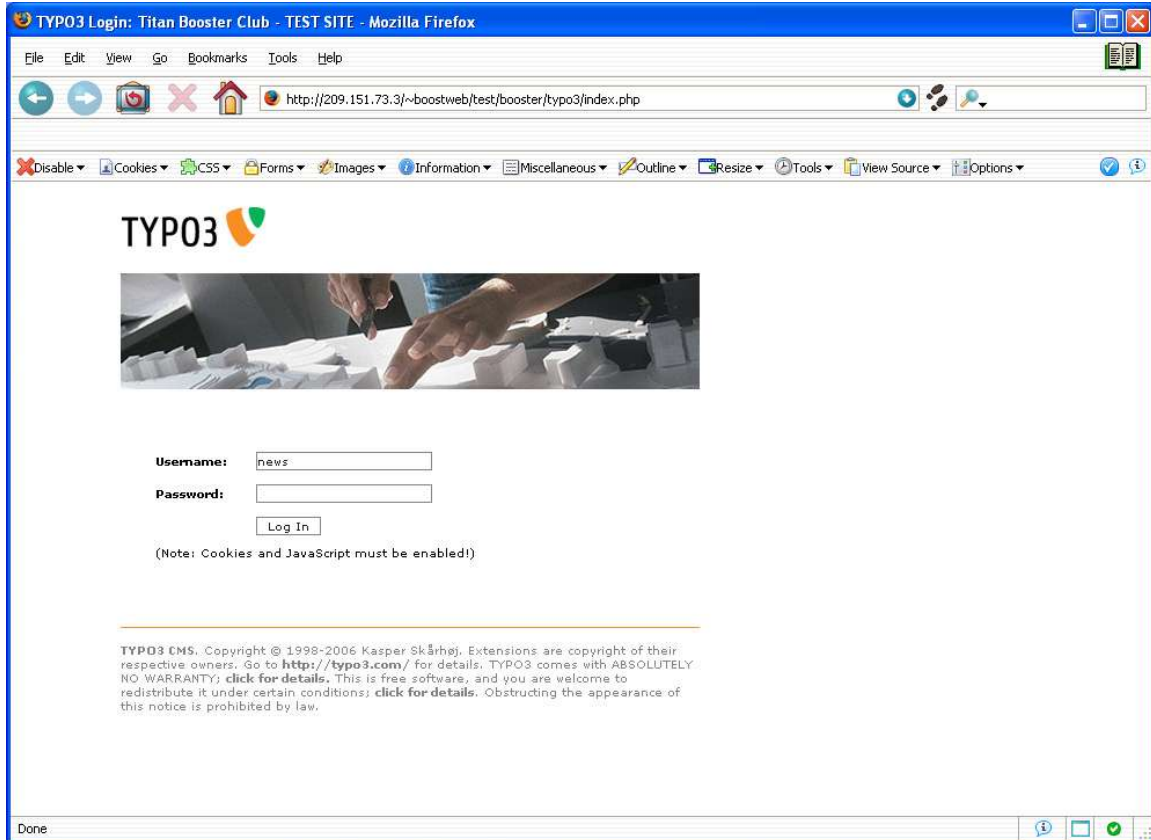 TYPO3 Login: Titan Booster Club - TEST SITE - Mozilla Firefox
File Edit View Go Bookmarks Tools Help
http://209.151.73.3/~boostweb/test/booster/typo3/index.php
Disable Cookies CSS Forms Images Information Miscellaneous Outline Resize Tools View Source Options
TYPO3
Username: news
Password:
Log In
(Note: Cookies and JavaScript must be enabled!)
TYPO3 CMS. Copyright © 1998-2006 Kasper Skårhøj. Extensions are copyright of their
respective owners. Go to http://typo3.com/ for details. TYPO3 comes with ABSOLUTELY
NO WARRANTY; click for details. This is free software, and you are welcome to
redistribute it under certain conditions; click for details. Obstructing the appearance of
this notice is prohibited by law.
Done